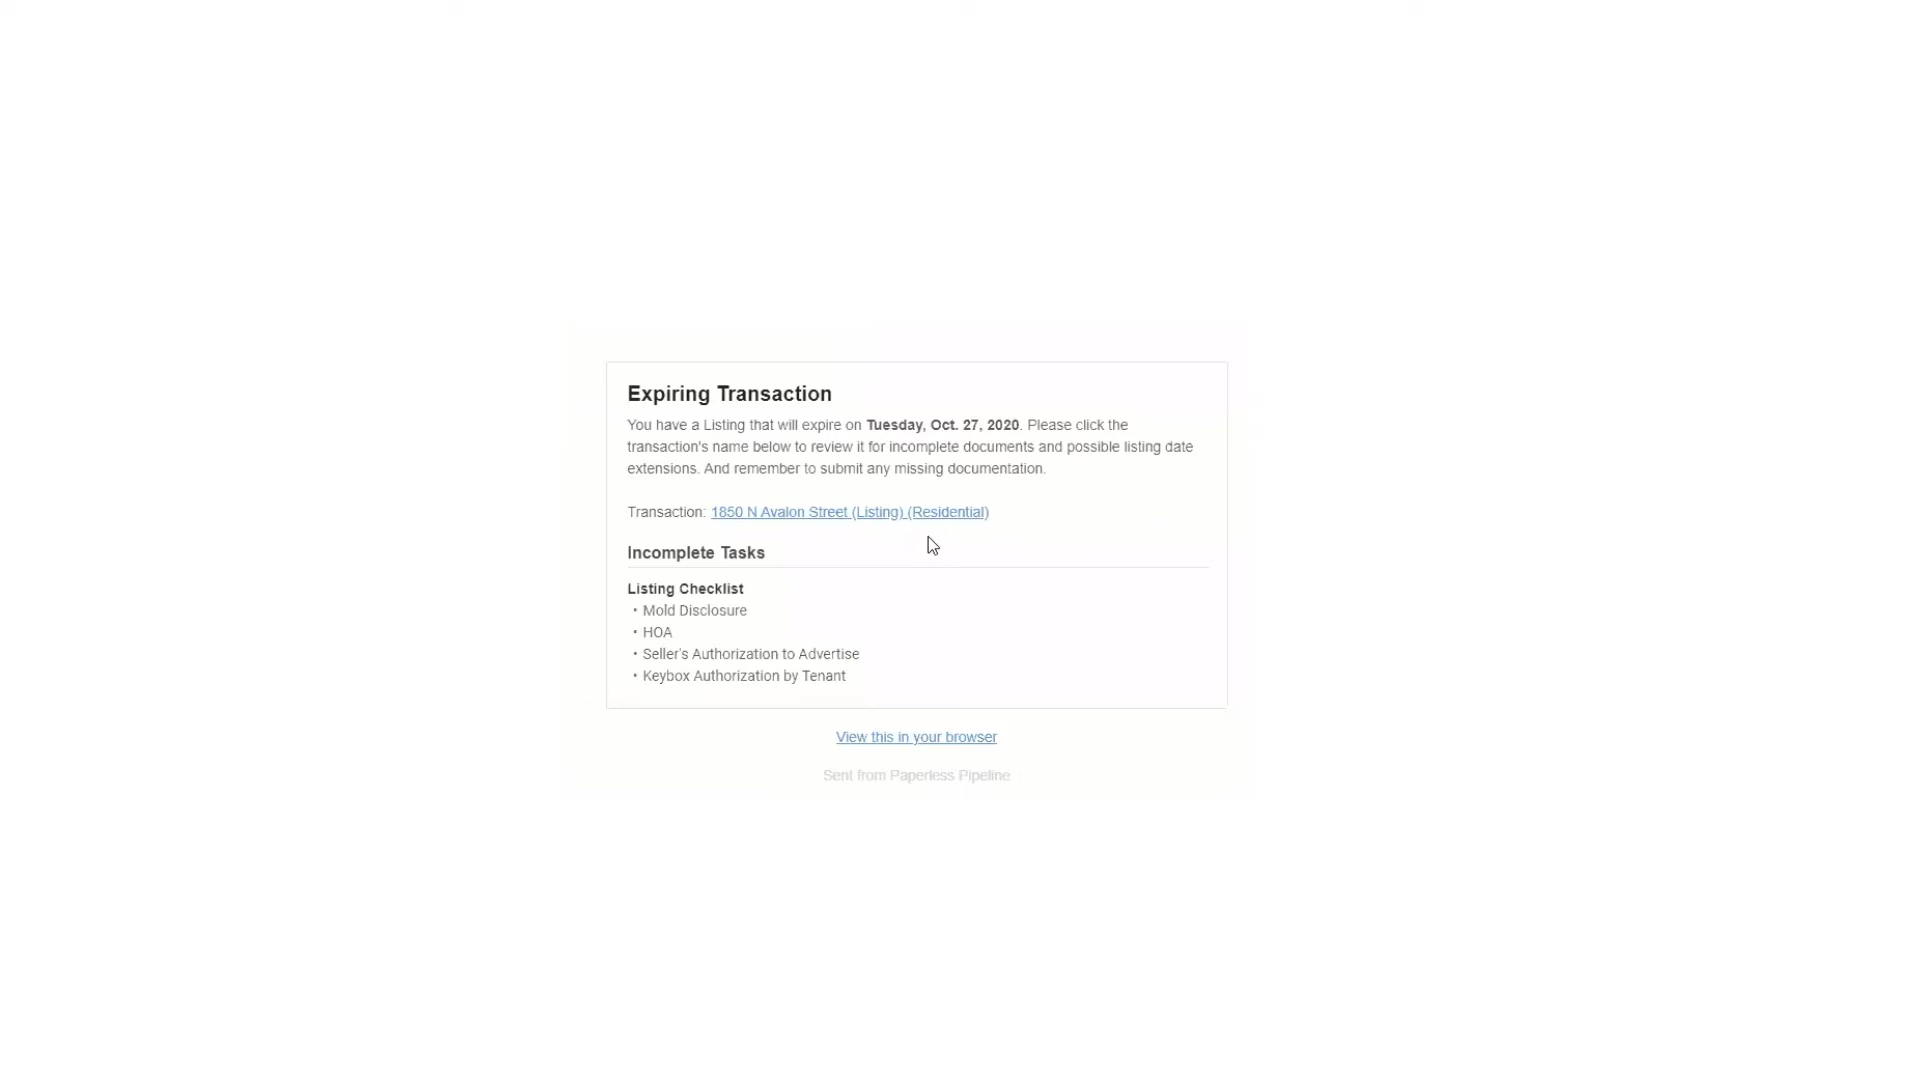 Expiring Transaction
You have a Listing that will expire on Tuesday, Oct. 27, 2020. Please click the
transaction's name below to review it for incomplete documents and possible listing date
extensions. And remember to submit any missing documentation.
Transaction: 1850 N Avalon Street (Listing) (Residential)
Incomplete Tasks
Listing Checklist
• Mold Disclosure
• HOA
• Seller's Authorization to Advertise
• Keybox Authorization by Tenant
View this in your browser
Sent from Paperless Pipeline